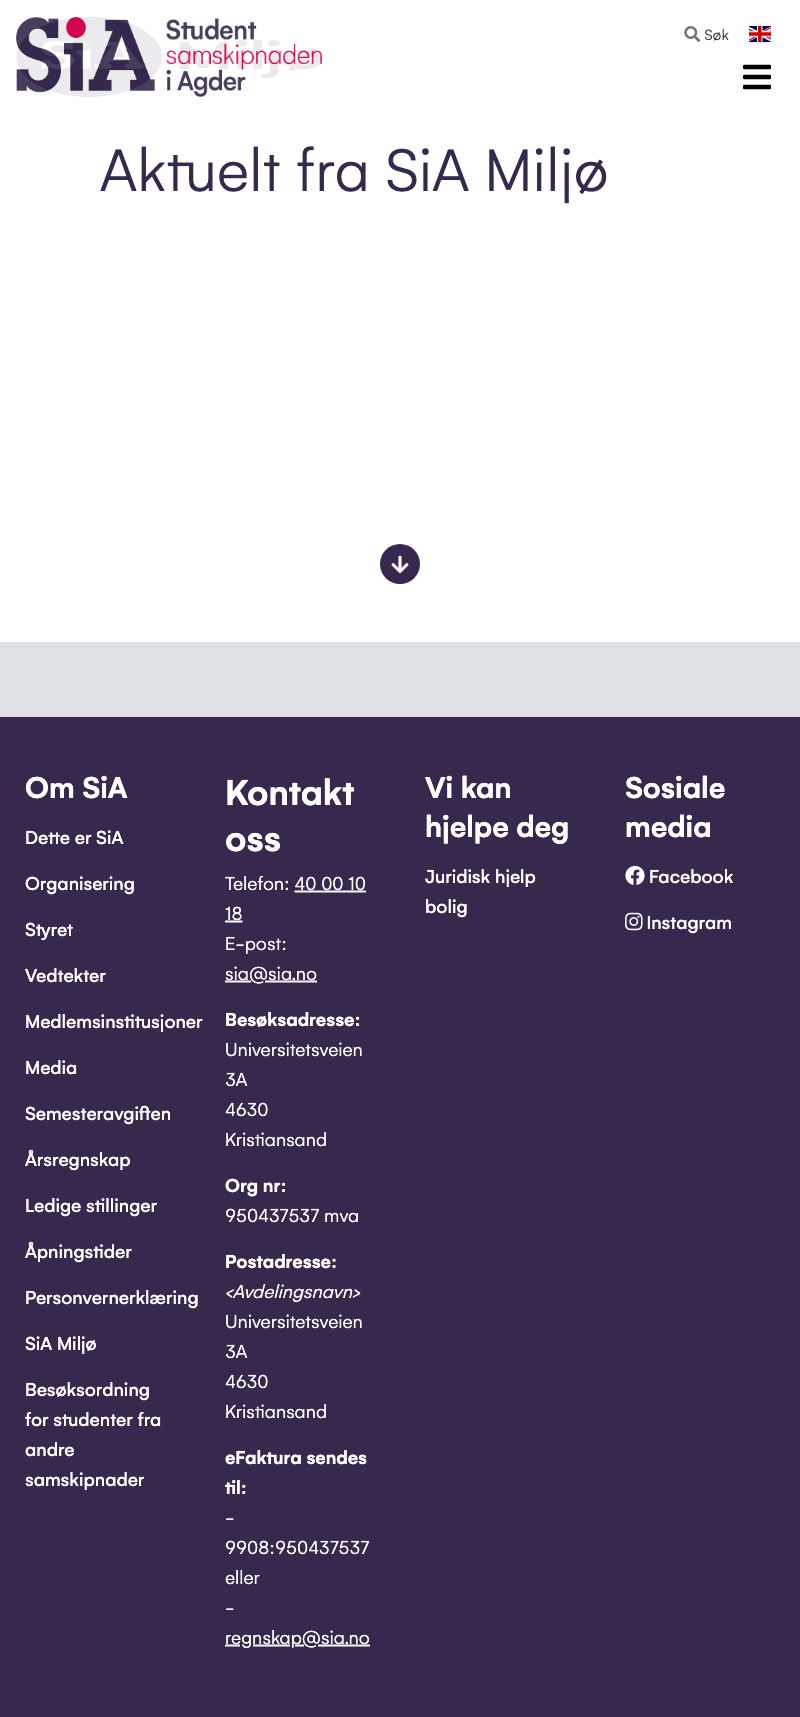 SiA
Student
samskipnaden
i Agder
Søk
Aktuelt fra SiA Miljø
Om SiA
Dette er SiA
Organisering
Styret
Vedtekter
Medlemsinstitusjoner
Media
Semesteravgiften
Årsregnskap
Ledige stillinger
Åpningstider
Personvernerklæring
SiA Miljø
Besøksordning
for studenter fra
andre
samskipnader
Kontakt
oss
Telefon: 40 00 10
18
E-post:
sia@sia.no
Besøksadresse:
Universitetsveien
3A
4630
Kristiansand
Org nr:
950437537 mva
Postadresse:
<Avdelingsnavn>
Universitetsveien
3A
4630
Kristiansand
eFaktura sendes
til:
-
9908:950437537
eller
-
regnskap@sia.no
Vi kan
hjelpe deg
Juridisk hjelp
bolig
Sosiale
media
Facebook
Instagram